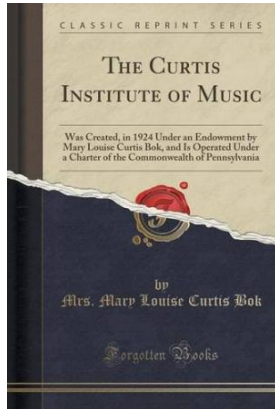 CLASSIC REPRINT SERIES
THE CURTIS
INSTITUTE OF MUSIC
Was Created, in 1924 Under an Endowment by
Mary Louise Curtis Bok, and Is Operated Under
a Charter of the Commonwealth of Pennsylvania
by
Mrs. Mary Louise Curtis Bok
Forgotten Books